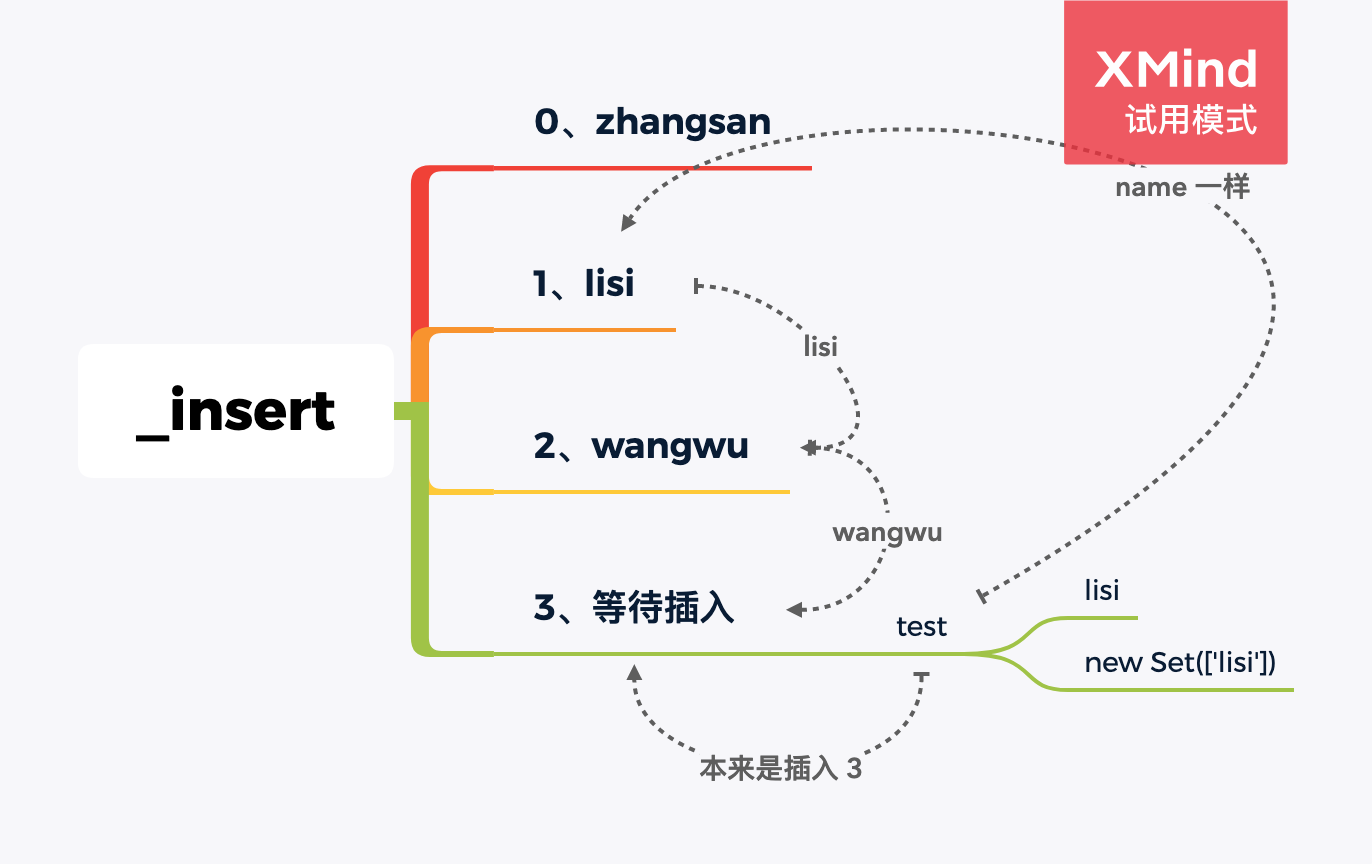 XMind
试用模式
0、zhangsan
name 一样
1、lisi
lisi
_insert
2、wangwu
wangwu
3、等待插入
test
lisi
new Set(['lisi'])
本来是插入 3